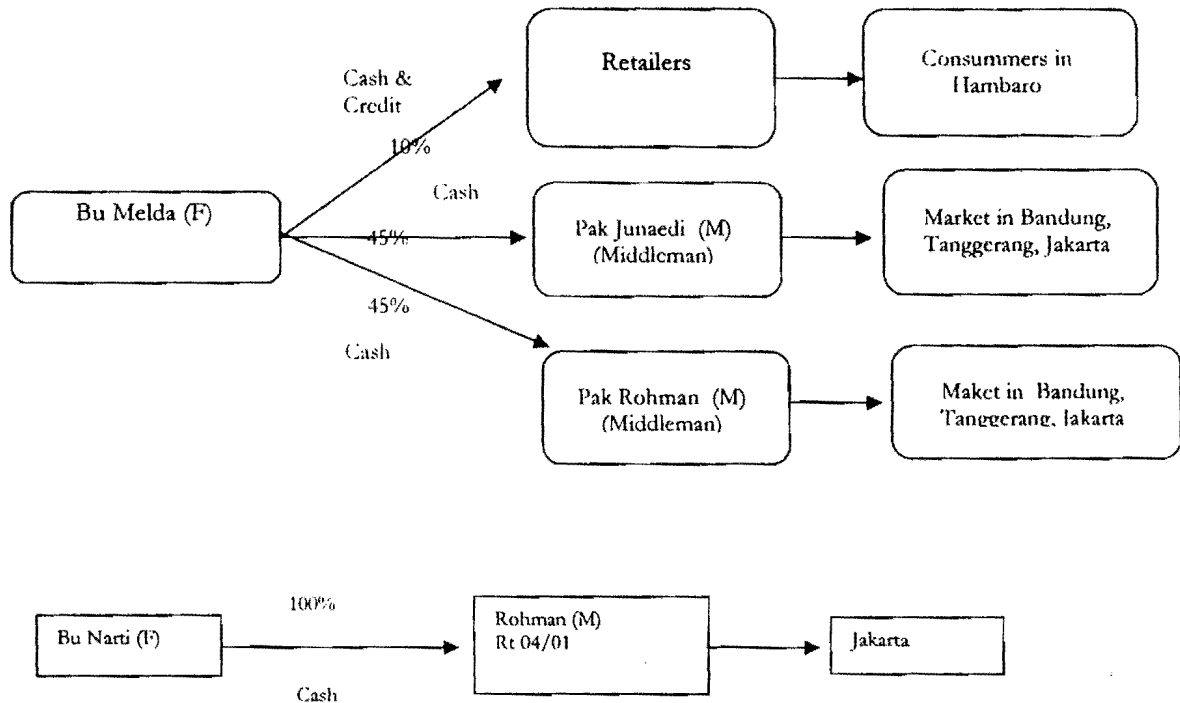 Cash &
Credit
10%
Retailers
Consummers in
Hambaro
Bu Melda (F)
Cash
45%
Pak Junaedi (M)
(Middleman)
Market in Bandung,
Tanggerang, Jakarta
45%
Cash
Pak Rohman (M)
(Middleman)
Maket in Bandung,
Tanggerang, Jakarta
Bu Narti (F)
100%
Cash
Rohman (M)
Rt 04/01
Jakarta